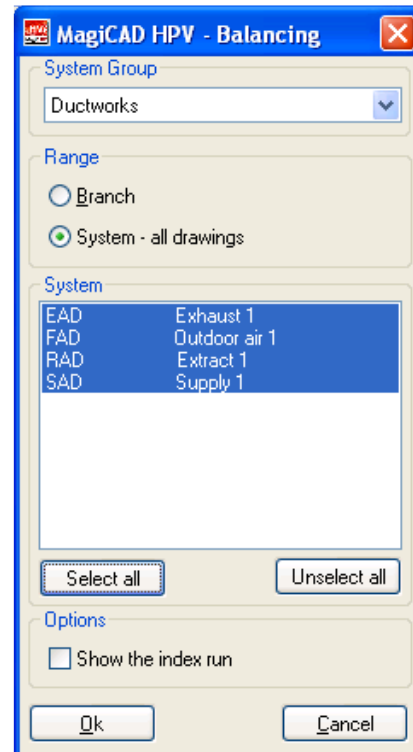 MagiCAD HPV - Balancing
System Group
Ductworks
Range
Branch
System - all drawings
System
EAD Exhaust 1
FAD Outdoor air 1
RAD Extract 1
SAD Supply 1
Select all Unselect all
Options
Show the index run
Ok Cancel